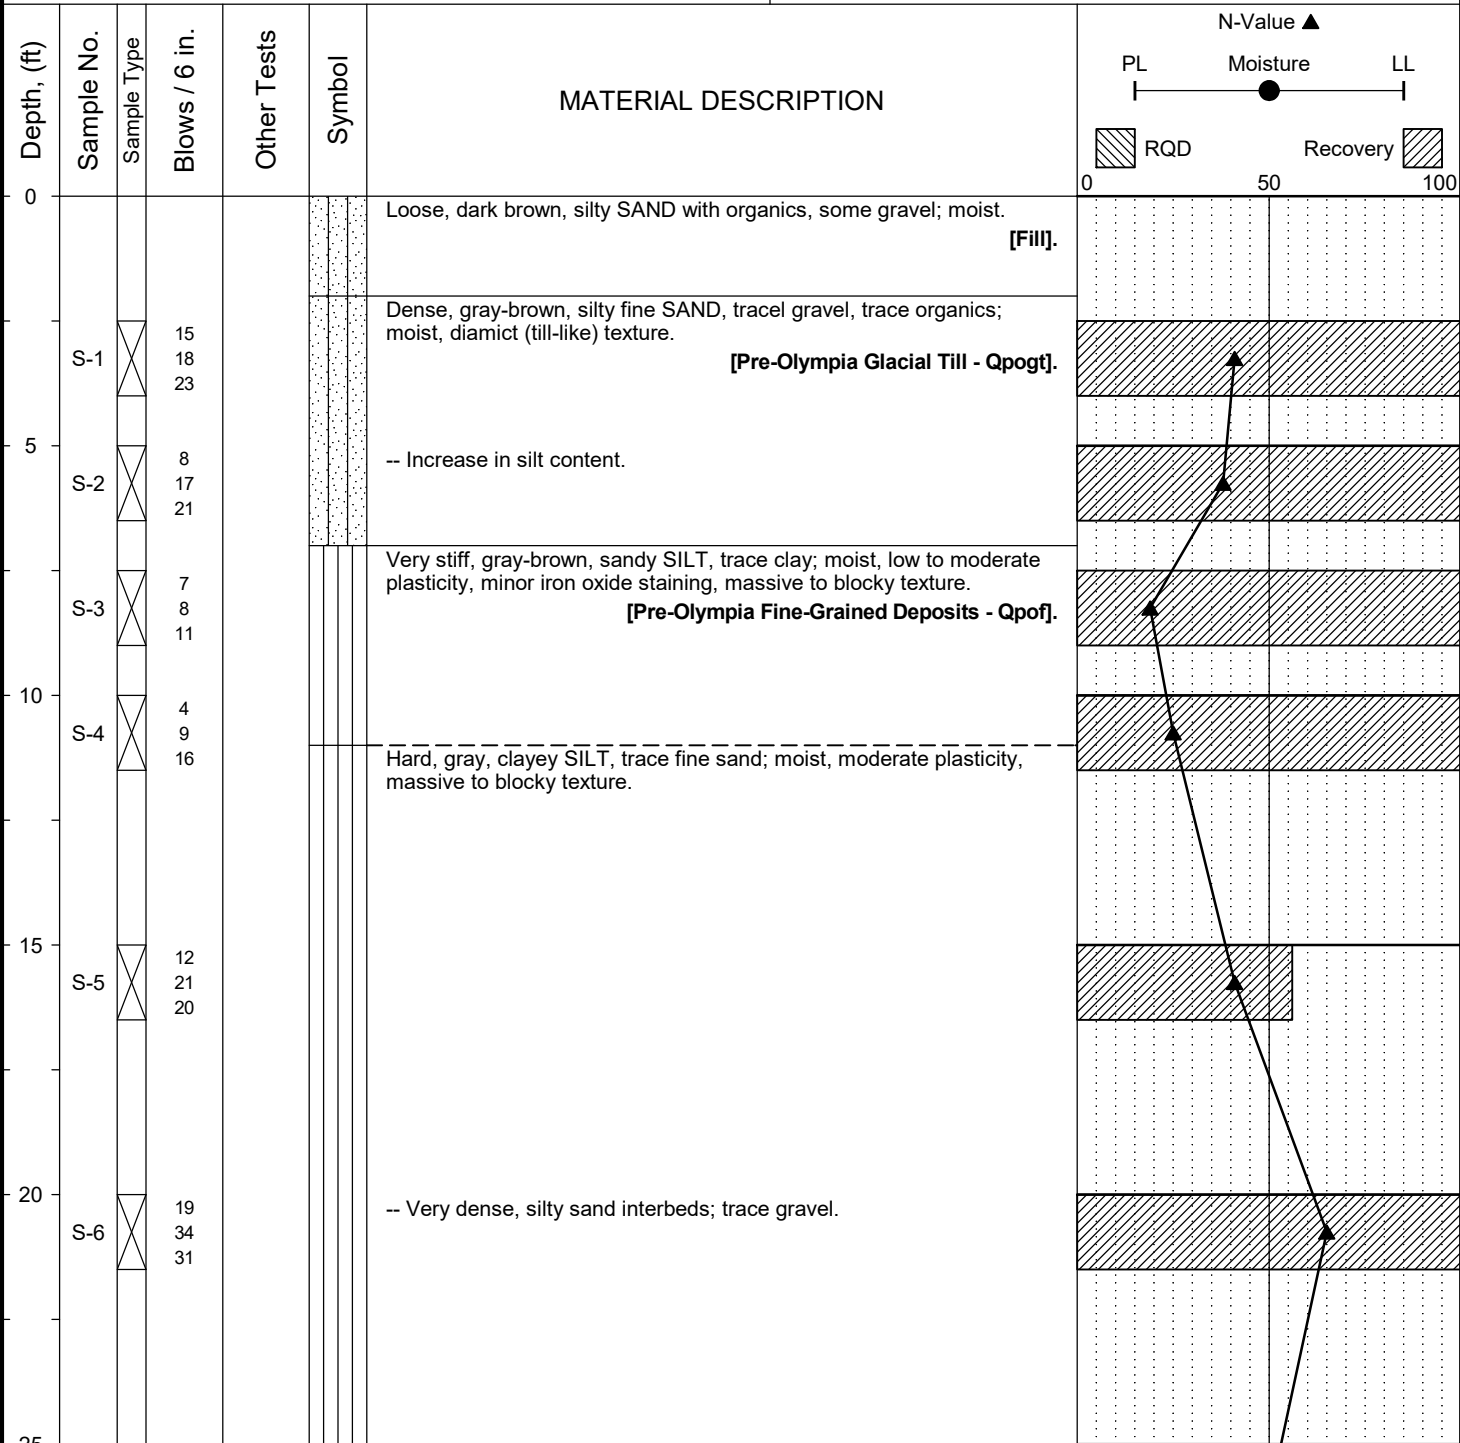 Depth, (ft)
Sample No.
Sample Type
Blows / 6 in.
Other Tests
Symbol
MATERIAL DESCRIPTION
N-Value
PL Moisture LL
RQD Recovery
0 50 100
0
Loose, dark brown, silty SAND with organics, some gravel; moist.
[Fill].
Dense, gray-brown, silty fine SAND, tracel gravel, trace organics;
moist, diamict (till-like) texture.
[Pre-Olympia Glacial Till - Qpogt].
S-1
15
18
23
5
-- Increase in silt content.
S-2
8
17
21
Very stiff, gray-brown, sandy SILT, trace clay; moist, low to moderate
plasticity, minor iron oxide staining, massive to blocky texture.
[Pre-Olympia Fine-Grained Deposits - Qpof].
S-3
7
8
11
10
S-4
4
9
16
Hard, gray, clayey SILT, trace fine sand; moist, moderate plasticity,
massive to blocky texture.
15
S-5
12
21
20
20
-- Very dense, silty sand interbeds; trace gravel.
S-6
19
34
31
25